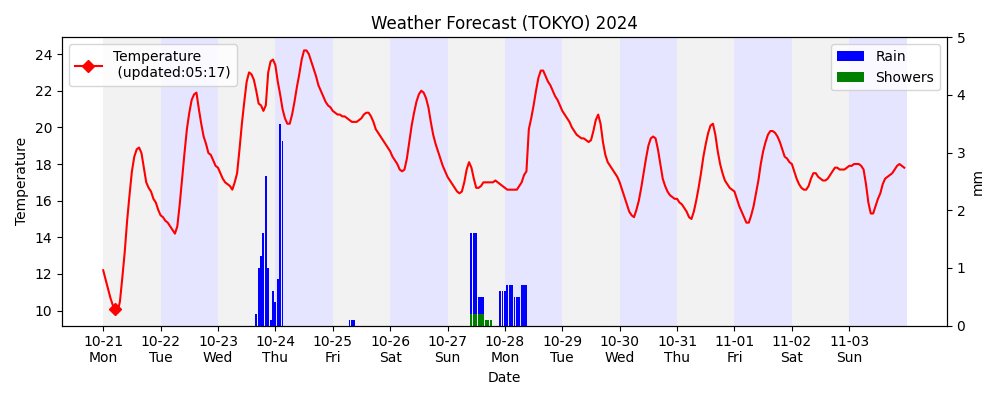 Weather Forecast (TOKYO) 2024
Temperature
(updated:05:17)
Rain
Showers
Temperature
24
22
20
18
16
14
12
10
5
4
3
2
1
0
mm
10-21 10-22 10-23 10-24 10-25 10-26 10-27 10-28 10-29 10-30 10-31 11-01 11-02 11-03
Mon Tue Wed Thu Fri Sat Sun Mon Tue Wed Thu Fri Sat Sun
Date